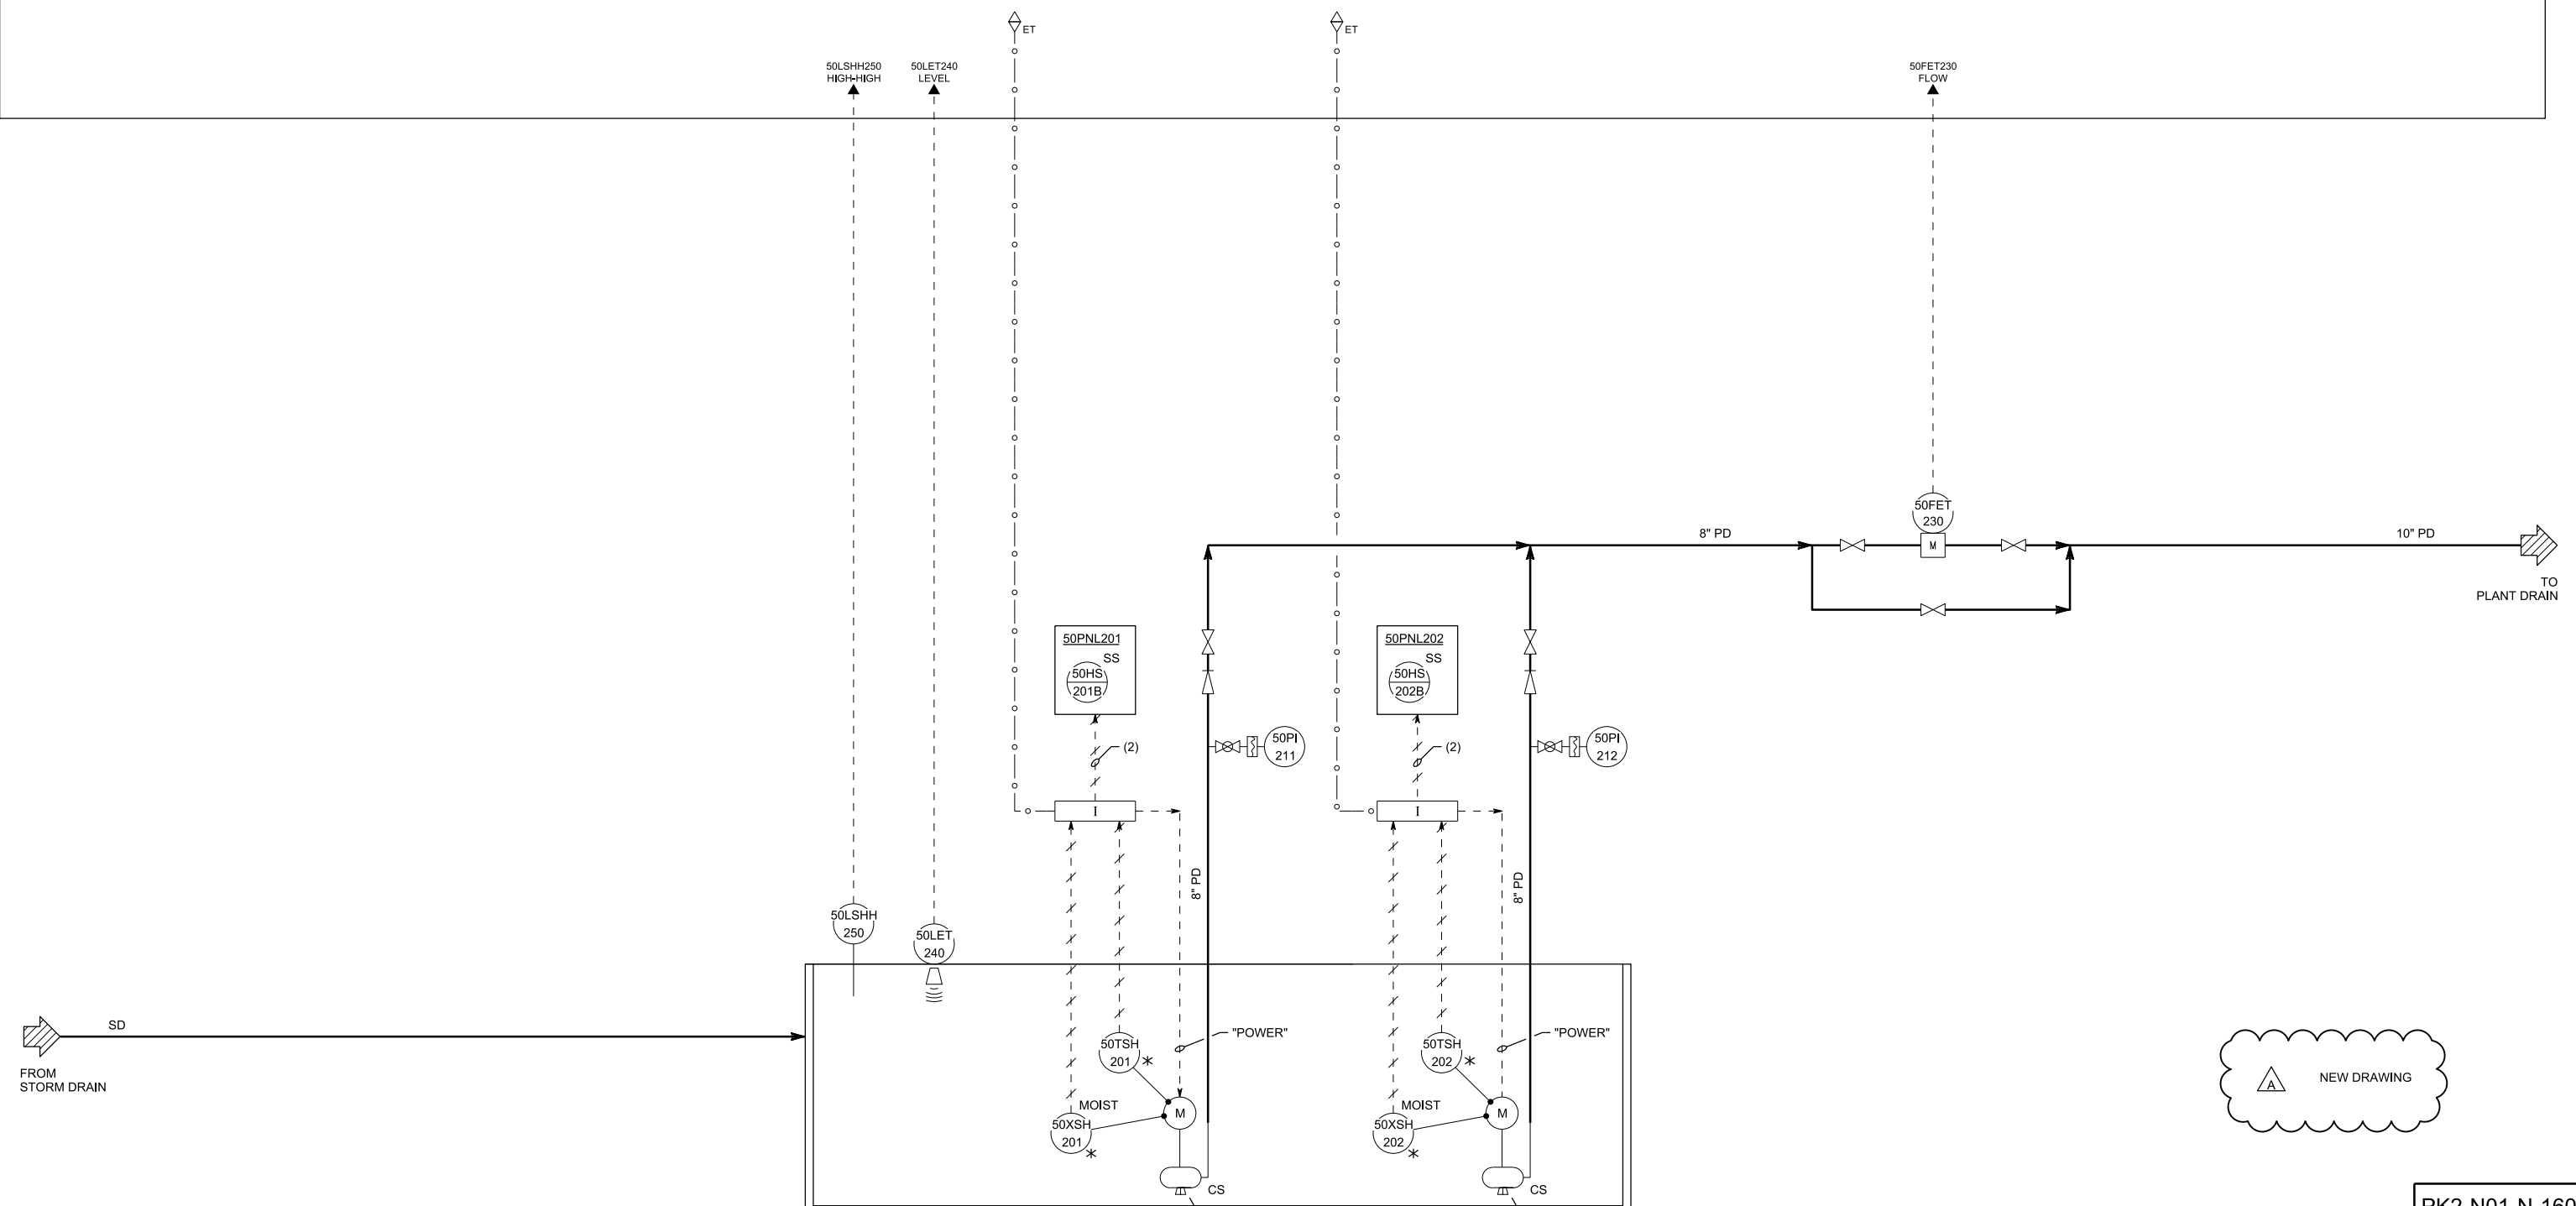 ET
ET
50LSHH250
HIGH-HIGH
50LET240
LEVEL
50FET230
FLOW
50FET
230
M
8" PD
10" PD
TO
PLANT DRAIN
50PNL201
SS
50HS
201B
50PNL202
SS
50HS
202B
(2)
50PI
211
(2)
50PI
212
I
I
8" PD
8" PD
50LSHH
250
50LET
240
SD
FROM
STORM DRAIN
"POWER"
"POWER"
50TSH
201 *
50TSH
202 *
MOIST
M
MOIST
M
50XSH
201
*
50XSH
202
*
CS
CS
A
NEW DRAWING